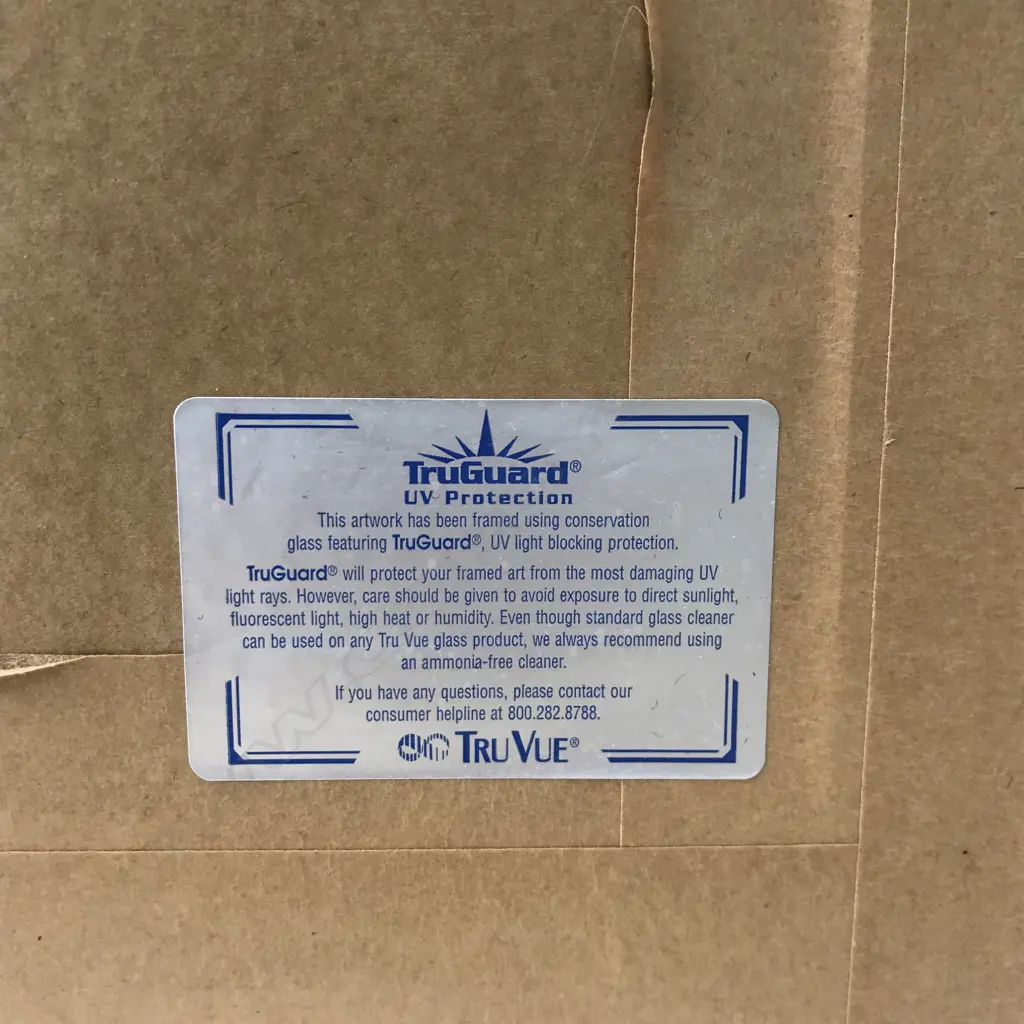 TruGuard®
UV Protection
This artwork has been framed using conservation
glass featuring TruGuard®, UV light blocking protection.
TruGuard® will protect your framed art from the most damaging UV
light rays. However, care should be given to avoid exposure to direct sunlight,
fluorescent light, high heat or humidity. Even though standard glass cleaner
can be used on any Tru Vue glass product, we always recommend using
an ammonia-free cleaner.
If you have any questions, please contact our
consumer helpline at 800.282.8788.
TRU VUE®